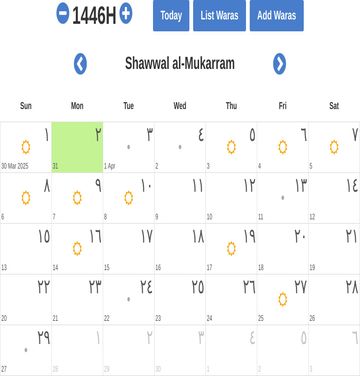 1446H
Today List Waras Add Waras
Shawwal al-Mukarram
Sun Mon Tue Wed Thu Fri Sat
١ ٢ ٣ ٤ ٥ ٦ ٧
30 Mar 2025 31 1 Apr 2 3 4 5
٨ ٩ ١٠ ١١ ١٢ ١٣ ١٤
6 7 8 9 10 11 12
١٥ ١٦ ١٧ ١٨ ١٩ ٢٠ ٢١
13 14 15 16 17 18 19
٢٢ ٢٣ ٢٤ ٢٥ ٢٦ ٢٧ ٢٨
20 21 22 23 24 25 26
٢٩ ١ ٢ ٣ ٤ ٥ ٦
27 28 29 30 1 2 3